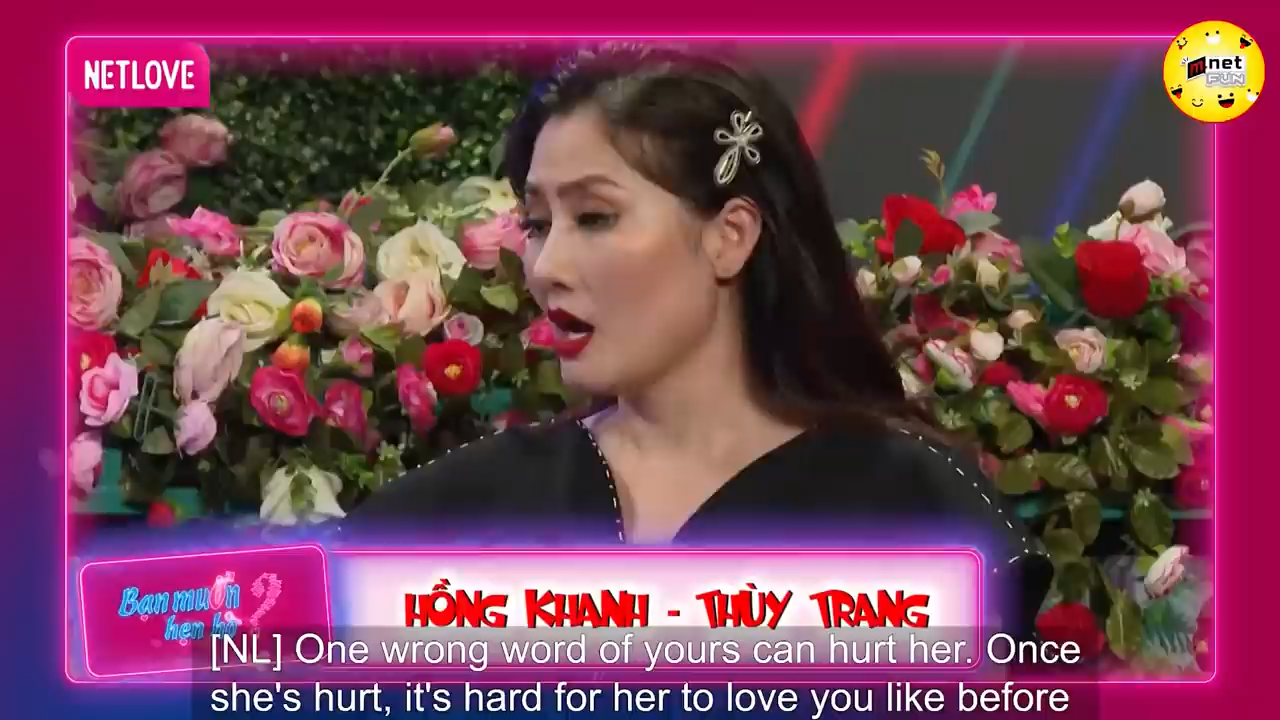 NETLOVE
mnet
FUN
Bạn muốn
hẹn hò
?
HỒNG KHANH - THÙY TRANG
[NL] One wrong word of yours can hurt her. Once
she's hurt, it's hard for her to love you like before